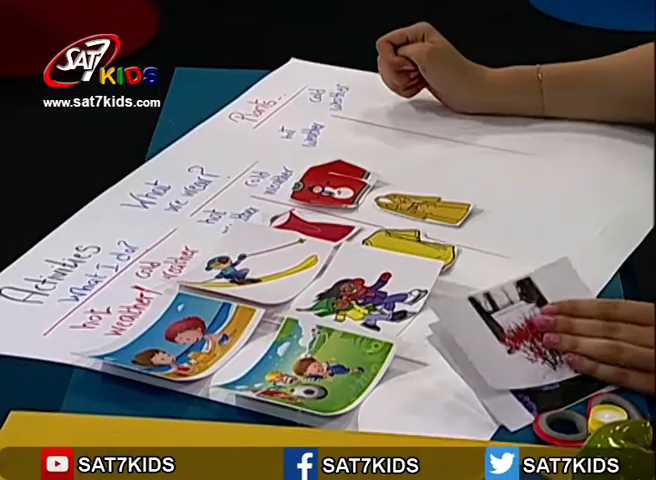 SAT7 KIDS
www.sat7kids.com
Plants...
cold
weather
hot
weather
What
we wear?
cold
weather
hot
Activities
What I do?
cold
weather
hot
weather!
SAT7KIDS
SAT7KIDS
SAT7KIDS